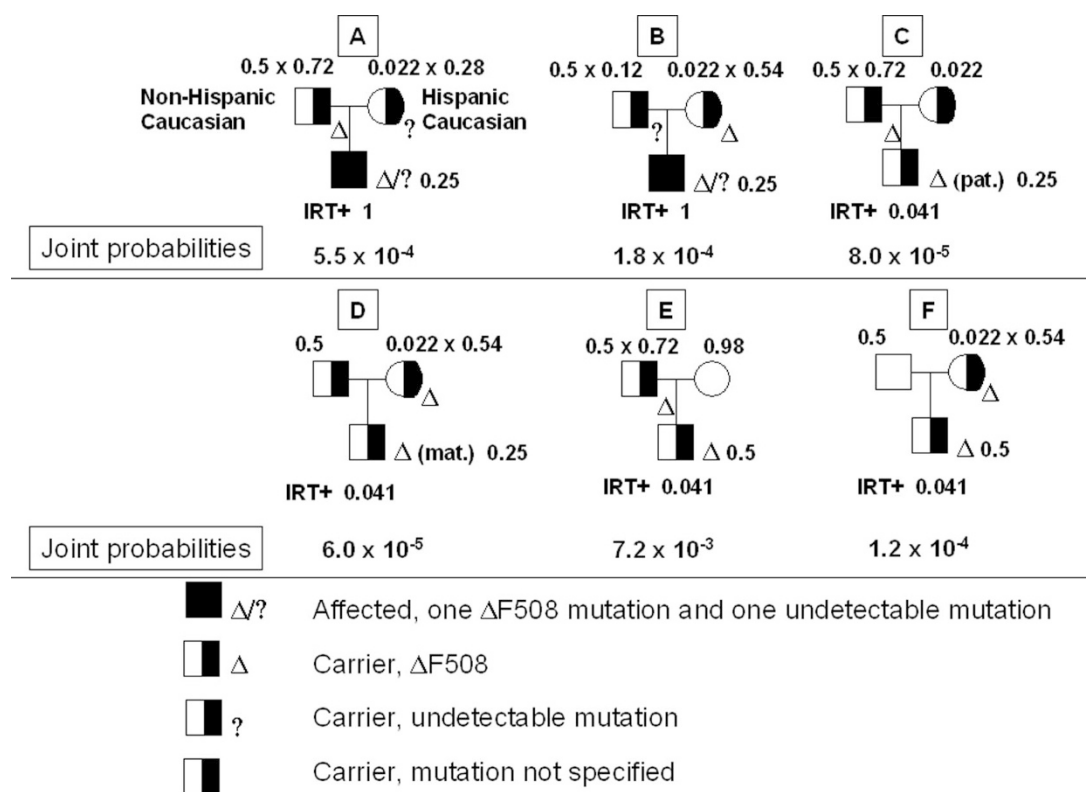 A
B
C
0.5 x 0.72 0.022 x 0.28
0.5 x 0.12 0.022 x 0.54
0.5 x 0.72 0.022
Non-Hispanic
Caucasian
Hispanic
Caucasian
Δ ?
? Δ
Δ
Δ/? 0.25
Δ/? 0.25
Δ (pat.) 0.25
IRT+ 1
IRT+ 1
IRT+ 0.041
Joint probabilities 5.5 x 10⁻⁴ 1.8 x 10⁻⁴ 8.0 x 10⁻⁵
D
E
F
0.5 0.022 x 0.54
0.5 x 0.72 0.98
0.5 0.022 x 0.54
Δ
Δ
Δ
Δ (mat.) 0.25
Δ 0.5
Δ 0.5
IRT+ 0.041
IRT+ 0.041
IRT+ 0.041
Joint probabilities 6.0 x 10⁻⁵ 7.2 x 10⁻³ 1.2 x 10⁻⁴
Δ/? Affected, one ΔF508 mutation and one undetectable mutation
Δ Carrier, ΔF508
? Carrier, undetectable mutation
Carrier, mutation not specified